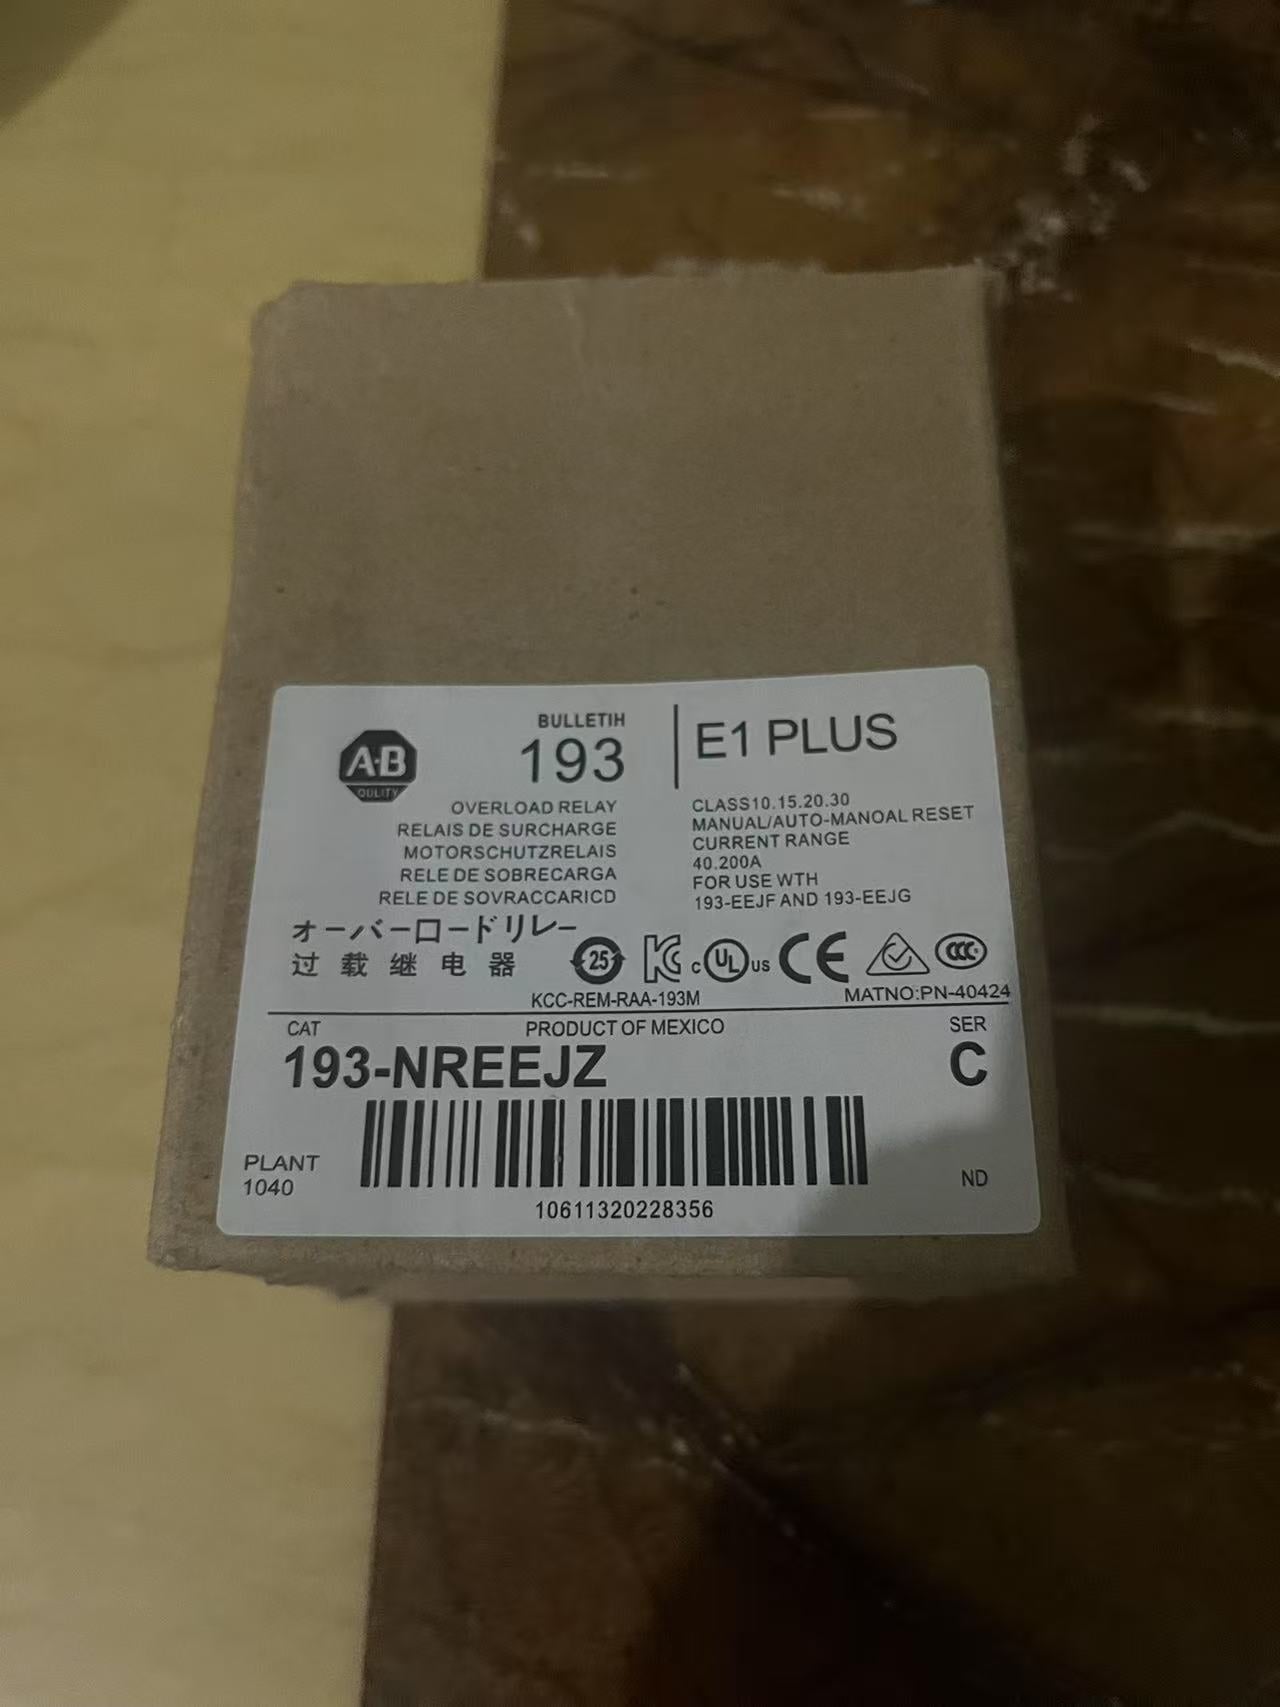 A·B
QULITY
BULLETIH
193
E1 PLUS
OVERLOAD RELAY
RELAIS DE SURCHARGE
MOTORSCHUTZRELAIS
RELE DE SOBRECARGA
RELE DE SOVRACCARICD
オーバーロードリレー
过载继电器
CLASS10.15.20.30
MANUAL/AUTO-MANOAL RESET
CURRENT RANGE
40.200A
FOR USE WTH
193-EEJF AND 193-EEJG
25
c UL US CE CCC
KCC-REM-RAA-193M
MATNO:PN-40424
CAT
PRODUCT OF MEXICO
SER
193-NREEJZ
C
PLANT
1040
ND
10611320228356